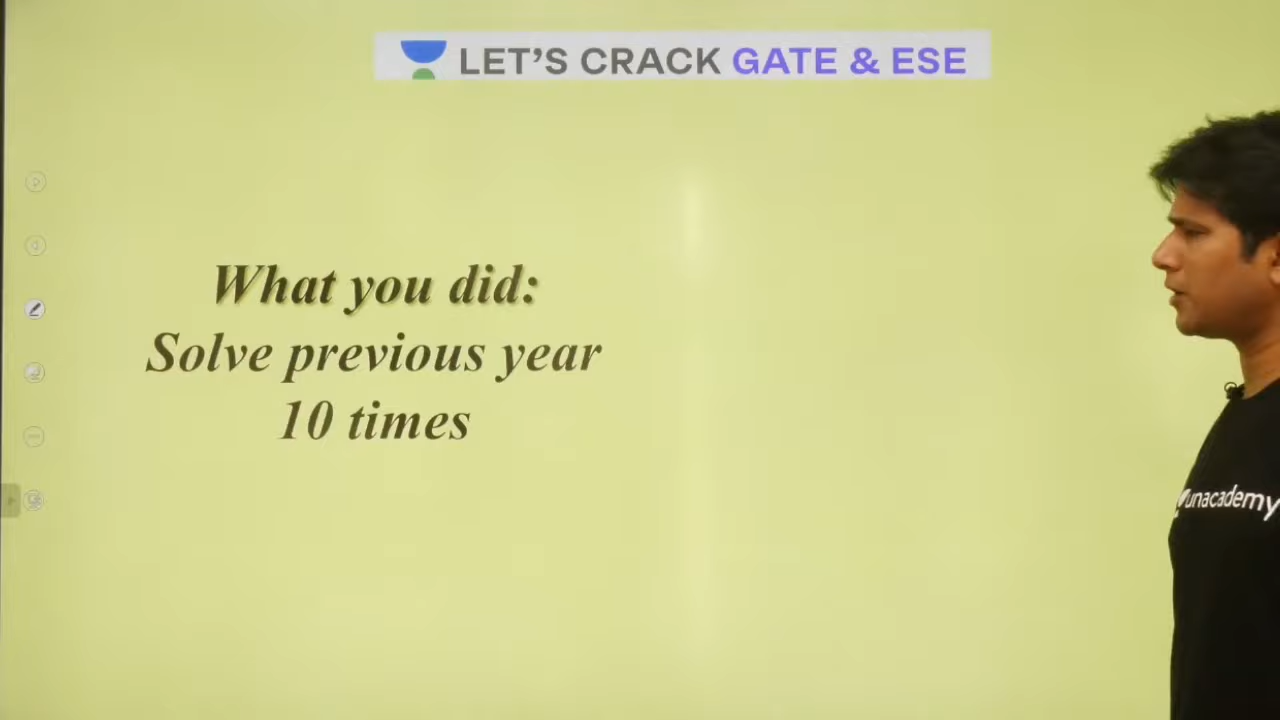 LET'S CRACK GATE & ESE
What you did:
Solve previous year
10 times
unacademy